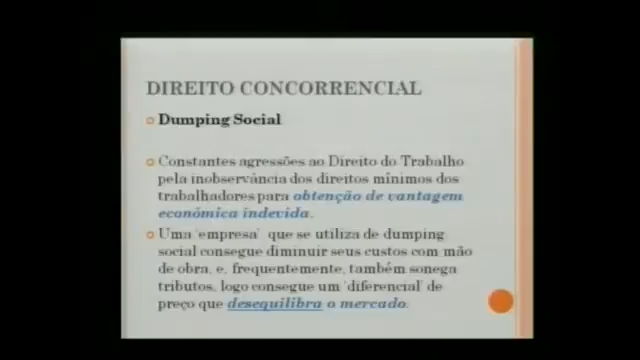 DIREITO CONCORRENCIAL
Dumping Social
Constantes agressões ao Direito do Trabalho
pela inobservância dos direitos mínimos dos
trabalhadores para obtenção de vantagem
econômica indevida.
Uma 'empresa' que se utiliza de dumping
social consegue diminuir seus custos com mão
de obra, e, frequentemente, também sonega
tributos, logo consegue um 'diferencial' de
preço que desequilibra o mercado.